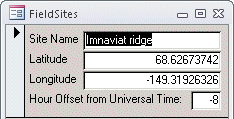 FieldSites
Site Name Imnaviat ridge
Latitude 68.62673742
Longitude -149.31926326
Hour Offset from Universal Time: -8